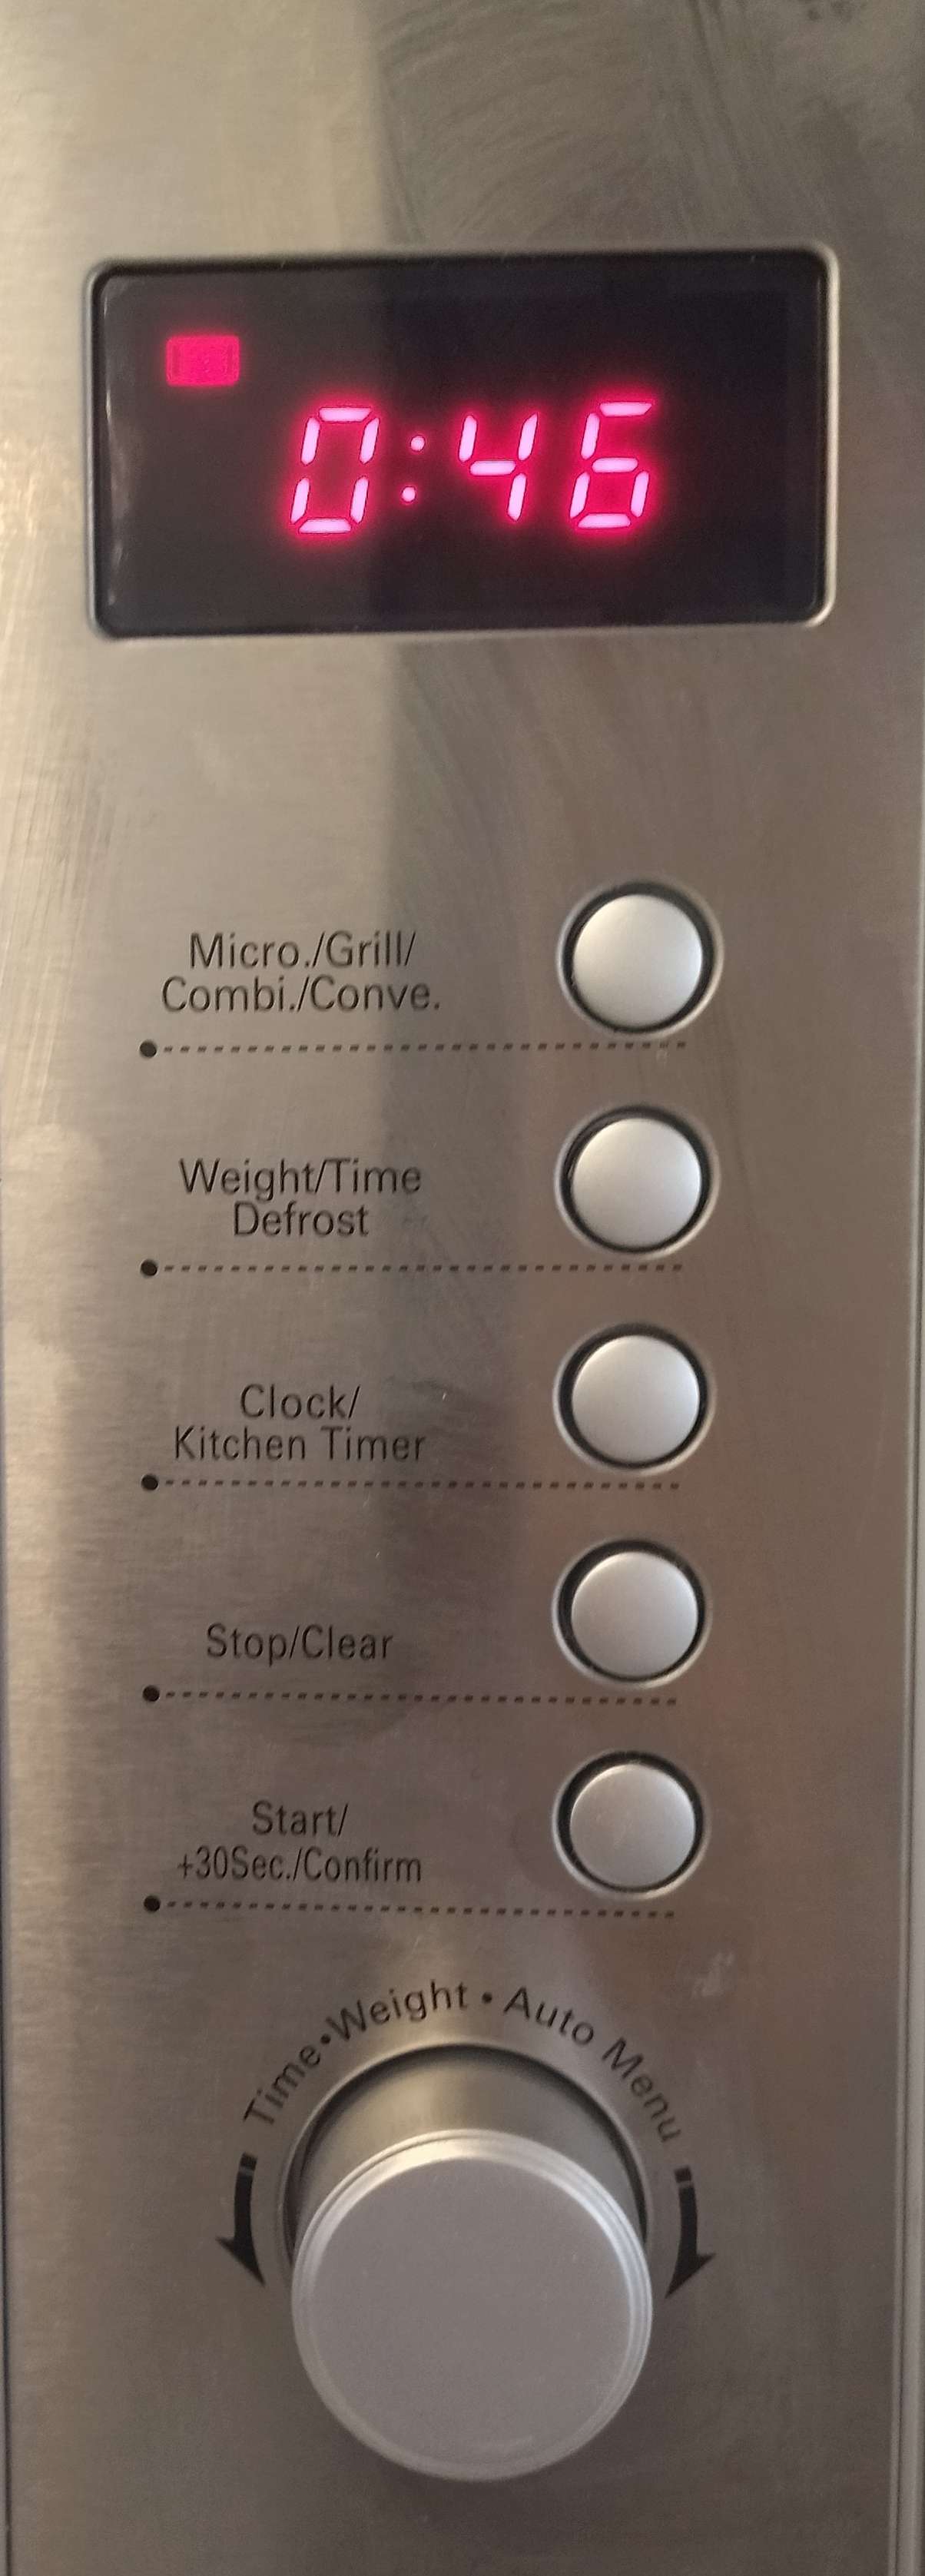 0:46
Micro./Grill/
Combi./Conve.
Weight/Time
Defrost
Clock/
Kitchen Timer
Stop/Clear
Start/
+30Sec./Confirm
Time•Weight•Auto Menu